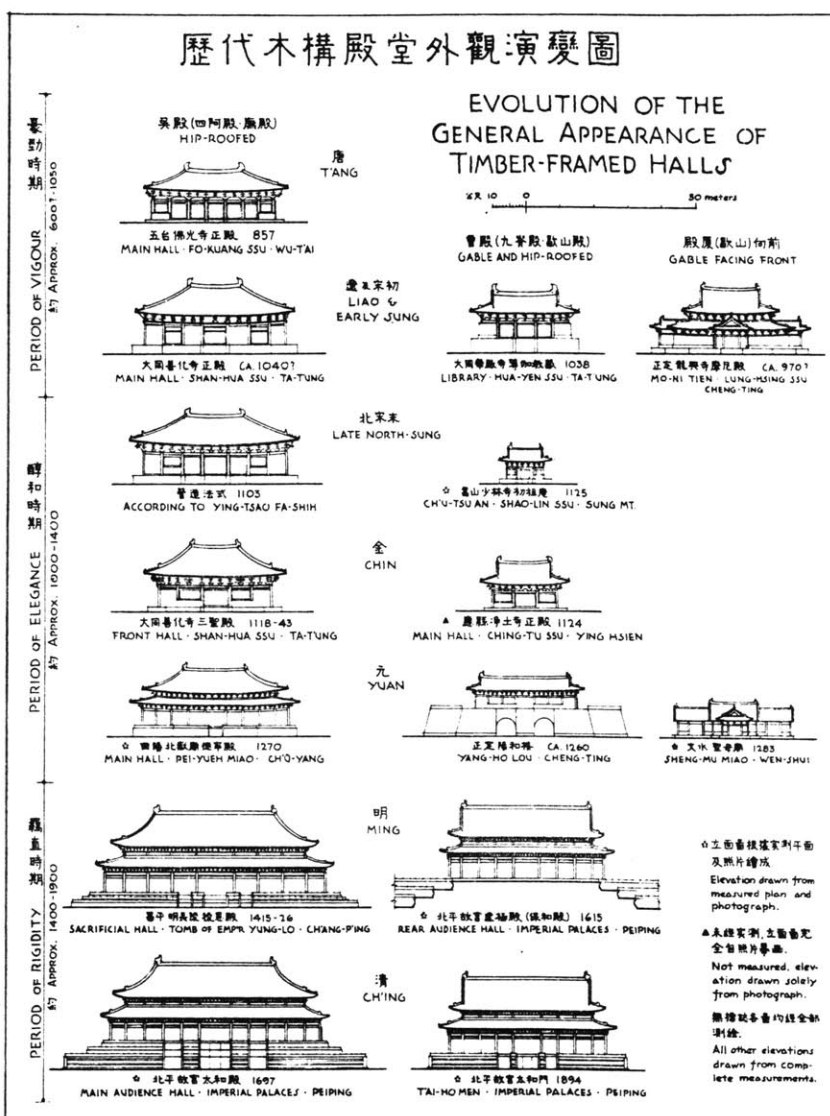 歷代木構殿堂外觀演變圖
EVOLUTION OF THE
GENERAL APPEARANCE OF
TIMBER-FRAMED HALLS
公尺 10 0 30 meters
豪勁時期
PERIOD OF VIGOUR
約 APPROX. 600?-1050
吳殿(四阿殿·廡殿)
HIP-ROOFED
唐
T'ANG
五台佛光寺正殿 857
MAIN HALL · FO-KUANG SSU · WU-T'AI
曹殿(九脊殿·歇山殿)
GABLE AND HIP-ROOFED
殿廈(歇山)向前
GABLE FACING FRONT
遼及宋初
LIAO &
EARLY SUNG
大同善化寺正殿 CA. 1040?
MAIN HALL · SHAN-HUA SSU · TA-TUNG
大同華嚴寺薄伽教藏 1038
LIBRARY · HUA-YEN SSU · TA-TUNG
正定龍興寺摩尼殿 CA. 970?
MO-NI TIEN · LUNG-HSING SSU
CHENG-TING
醇和時期
PERIOD OF ELEGANCE
約 APPROX. 1000-1400
北宋末
LATE NORTH-SUNG
營造法式 1103
ACCORDING TO YING-TSAO FA-SHIH
☆ 嵩山少林寺初祖庵 1125
CH'U-TSU AN · SHAO-LIN SSU · SUNG MT.
金
CHIN
大同善化寺三聖殿 1118-43
FRONT HALL · SHAN-HUA SSU · TA-TUNG
▲ 應縣淨土寺正殿 1124
MAIN HALL · CHING-TU SSU · YING HSIEN
元
YUAN
☆ 曲陽北嶽廟德寧殿 1270
MAIN HALL · PEI-YUEH MIAO · CH'Ü-YANG
正定陽和樓 CA. 1260
YANG-HO LOU · CHENG-TING
☆ 文水聖母廟 1283
SHENG-MU MIAO · WEN-SHUI
羈直時期
PERIOD OF RIGIDITY
約 APPROX. 1400-1900
明
MING
昌平明長陵稜恩殿 1415-26
SACRIFICIAL HALL · TOMB OF EMP'R YUNG-LO · CH'ANG-P'ING
☆ 北平故宮建極殿(保和殿) 1615
REAR AUDIENCE HALL · IMPERIAL PALACES · PEIPING
清
CH'ING
☆ 北平故宮太和殿 1697
MAIN AUDIENCE HALL · IMPERIAL PALACES · PEIPING
☆ 北平故宮太和門 1894
T'AI-HO MEN · IMPERIAL PALACES · PEIPING
☆立面圖根據實測平面
及照片繪成
Elevation drawn from
measured plan and
photograph.
▲未經實測,立面圖完
全自照片摹画.
Not measured, elev-
ation drawn solely
from photograph.
無標誌各圖均經全部
測繪.
All other elevations
drawn from comp-
lete measurements.